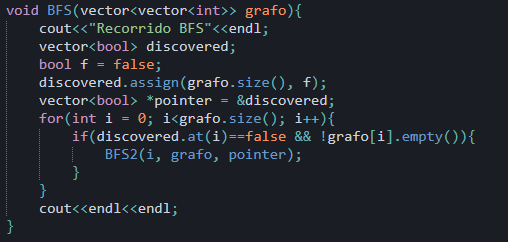 void BFS(vector<vector<int>> grafo){
    cout<<"Recorrido BFS"<<endl;
    vector<bool> discovered;
    bool f = false;
    discovered.assign(grafo.size(), f);
    vector<bool> *pointer = &discovered;
    for(int i = 0; i<grafo.size(); i++){
        if(discovered.at(i)==false && !grafo[i].empty()){
            BFS2(i, grafo, pointer);
        }
    }
    cout<<endl<<endl;
}